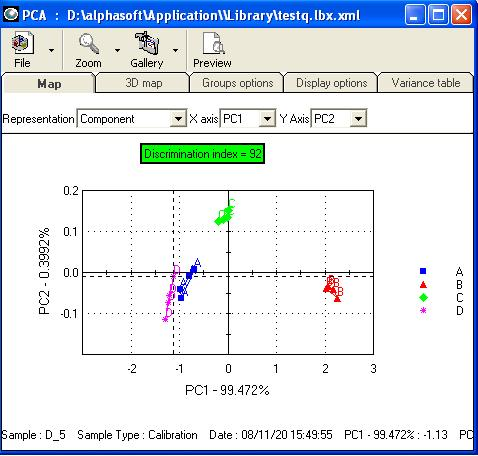 PCA : D:\alphasoft\Application\\Library\testq.lbx.xml
File Zoom Gallery Preview
Map 3D map Groups options Display options Variance table
Representation Component X axis PC1 Y Axis PC2
Discrimination index = 92
0.2
0.0
-0.1
PC2 - 0.3992%
-2 -1 0 1 2 3
PC1 - 99.472%
A
B
C
D
Sample : D_5 Sample Type : Calibration Date : 08/11/20 15:49:55 PC1 - 99.472% : -1.13 PC